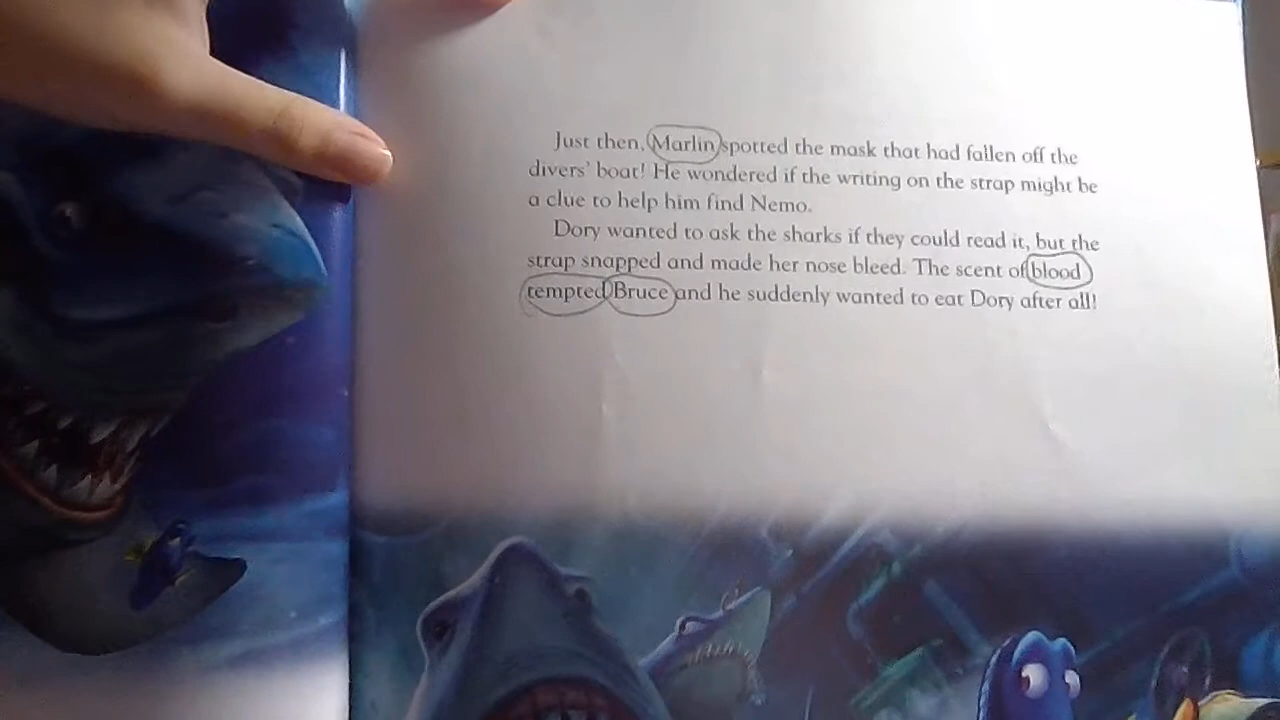 Just then, Marlin spotted the mask that had fallen off the
divers' boat! He wondered if the writing on the strap might be
a clue to help him find Nemo.
Dory wanted to ask the sharks if they could read it, but the
strap snapped and made her nose bleed. The scent of blood
tempted Bruce and he suddenly wanted to eat Dory after all!